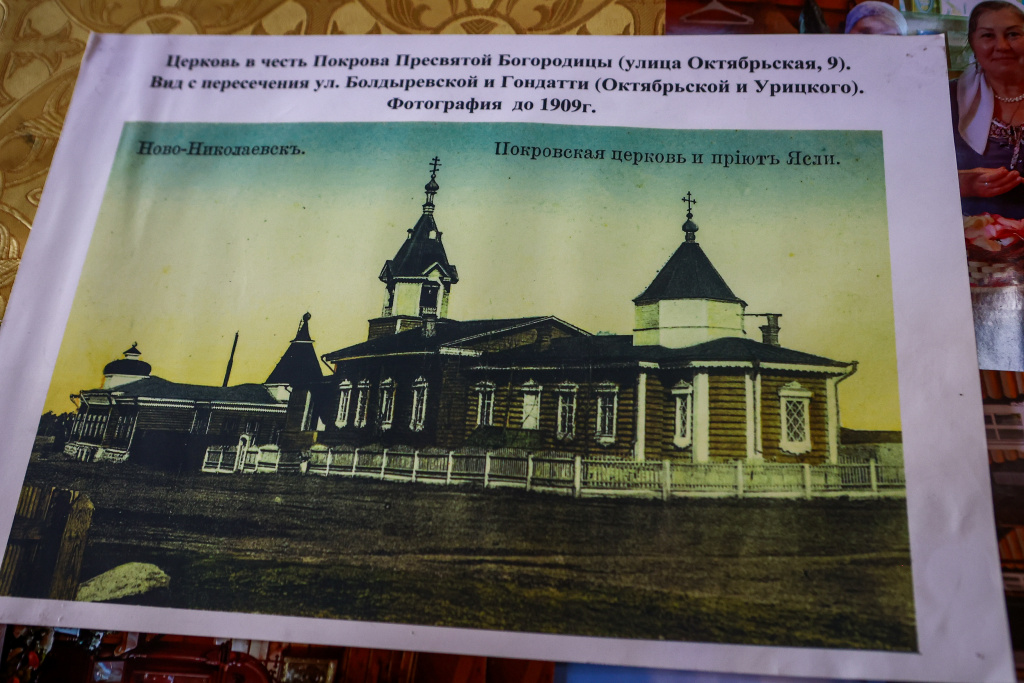 Церковь в честь Покрова Пресвятой Богородицы (улица Октябрьская, 9).
Вид с пересечения ул. Болдыревской и Гондатти (Октябрьской и Урицкого).
Фотография до 1909г.
Ново-Николаевскъ.
Покровская церковь и прiютъ Ясли.